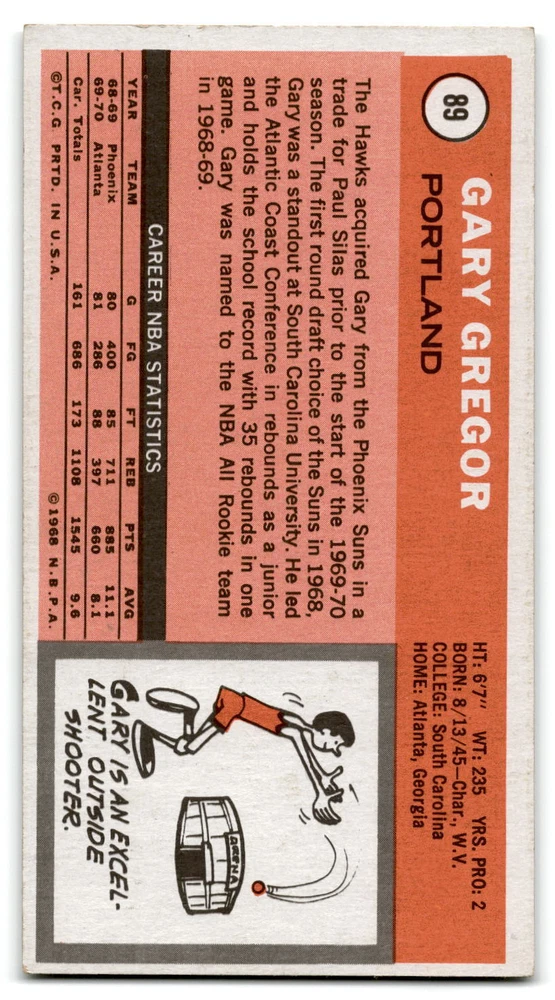 89
GARY GREGOR
PORTLAND
HT: 6'7" WT: 235 YRS. PRO: 2
BORN: 8/13/45—Char., W.V.
COLLEGE: South Carolina
HOME: Atlanta, Georgia
The Hawks acquired Gary from the Phoenix Suns in a
trade for Paul Silas prior to the start of the 1969-70
season. The first round draft choice of the Suns in 1968,
Gary was a standout at South Carolina University. He led
the Atlantic Coast Conference in rebounds as a junior
and holds the school record with 35 rebounds in one
game. Gary was named to the NBA All Rookie team
in 1968-69.
CAREER NBA STATISTICS
YEAR TEAM G FG FT REB PTS AVG
68-69 Phoenix 80 400 85 711 885 11.1
69-70 Atlanta 81 286 88 397 660 8.1
Car. Totals 161 686 173 1108 1545 9.6
©T.C.G. PRTD. IN U.S.A. ©1968 N.B.P.A.
ARENA
GARY IS AN EXCEL-
LENT OUTSIDE
SHOOTER.